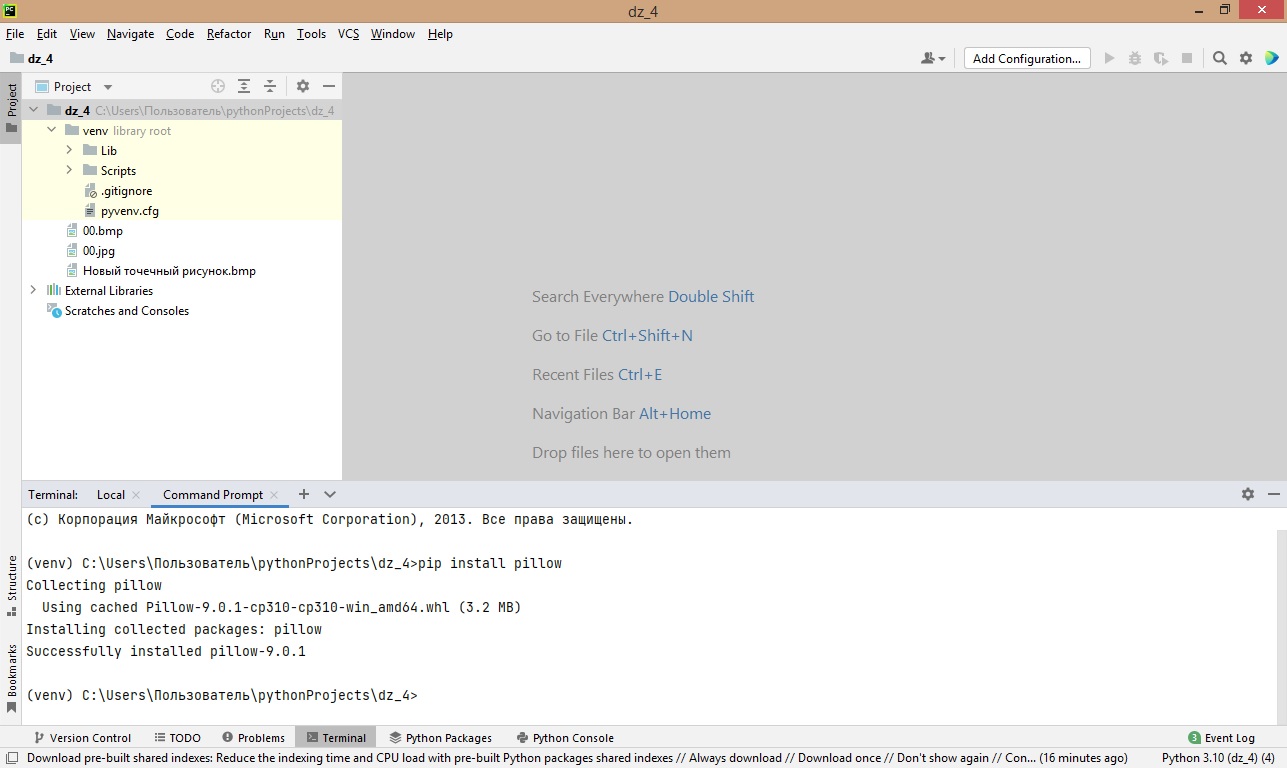 dz_4
File Edit View Navigate Code Refactor Run Tools VCS Window Help
dz_4
Add Configuration...
Project
Project
dz_4 C:\Users\Пользователь\pythonProjects\dz_4
venv library root
Lib
Scripts
.gitignore
pyvenv.cfg
00.bmp
00.jpg
Новый точечный рисунок.bmp
External Libraries
Scratches and Consoles
Search Everywhere Double Shift
Go to File Ctrl+Shift+N
Recent Files Ctrl+E
Navigation Bar Alt+Home
Drop files here to open them
Terminal: Local Command Prompt
(c) Корпорация Майкрософт (Microsoft Corporation), 2013. Все права защищены.
(venv) C:\Users\Пользователь\pythonProjects\dz_4>pip install pillow
Collecting pillow
Using cached Pillow-9.0.1-cp310-cp310-win_amd64.whl (3.2 MB)
Installing collected packages: pillow
Successfully installed pillow-9.0.1
(venv) C:\Users\Пользователь\pythonProjects\dz_4>
Structure
Bookmarks
Version Control TODO Problems Terminal Python Packages Python Console 3 Event Log
Download pre-built shared indexes: Reduce the indexing time and CPU load with pre-built Python packages shared indexes // Always download // Download once // Don't show again // Con... (16 minutes ago) Python 3.10 (dz_4) (4)